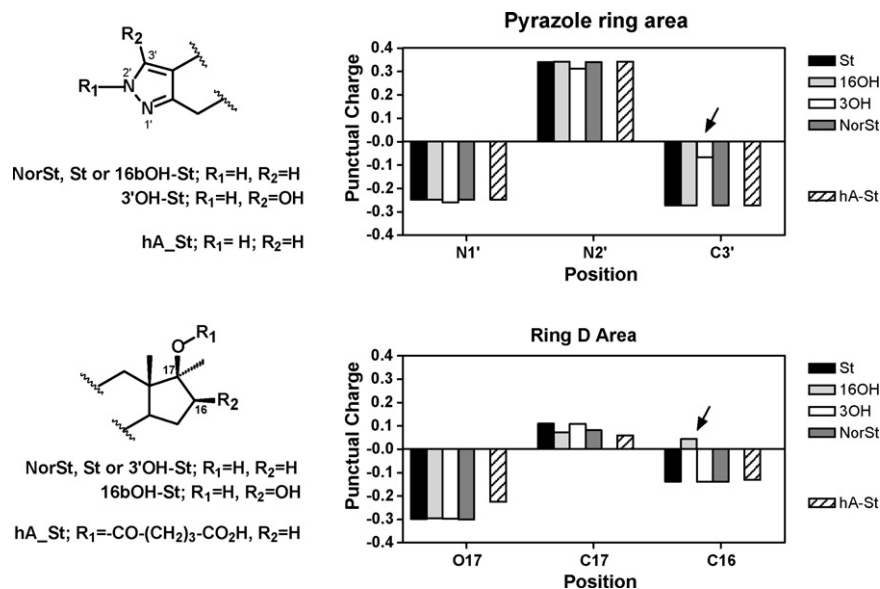 R2
3'
R1
2'
N
N
1'
NorSt, St or 16bOH-St; R1=H, R2=H
3'OH-St; R1=H, R2=OH
hA_St; R1= H; R2=H
Pyrazole ring area
Punctual Charge
0.4
0.3
0.2
0.1
-0.0
-0.1
-0.2
-0.3
-0.4
N1' N2' C3'
Position
St
16OH
3OH
NorSt
hA-St
R1
O
17
16
R2
NorSt, St or 3'OH-St; R1=H, R2=H
16bOH-St; R1=H, R2=OH
hA_St; R1=-CO-(CH2)3-CO2H, R2=H
Ring D Area
Punctual Charge
0.4
0.3
0.2
0.1
0.0
-0.1
-0.2
-0.3
-0.4
O17 C17 C16
Position
St
16OH
3OH
NorSt
hA-St